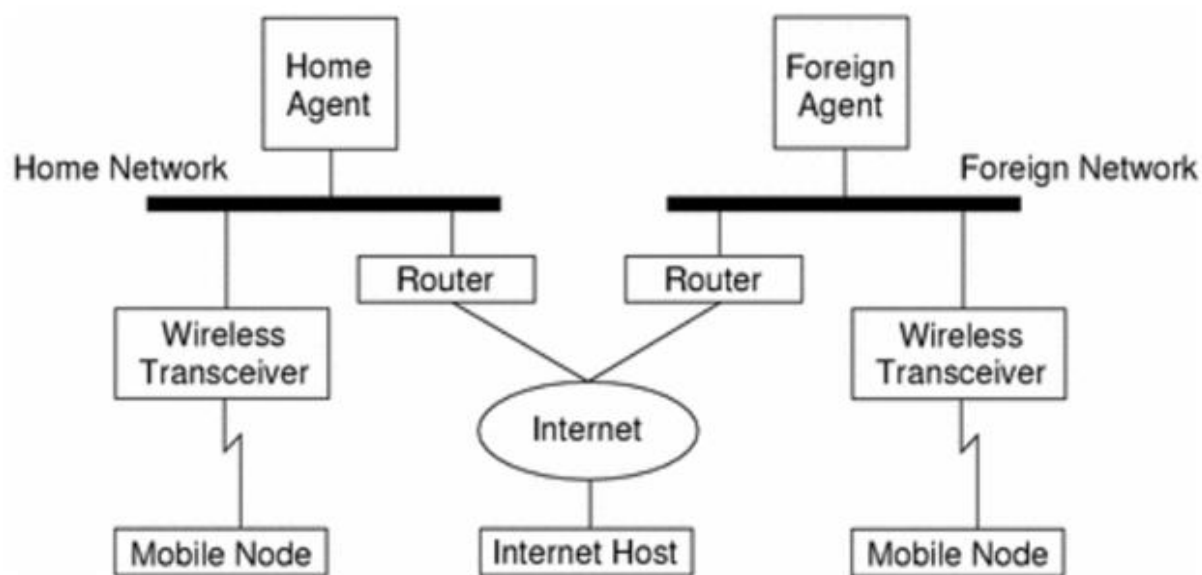 Home
Agent
Foreign
Agent
Home Network
Foreign Network
Router
Router
Wireless
Transceiver
Wireless
Transceiver
Internet
Mobile Node
Internet Host
Mobile Node